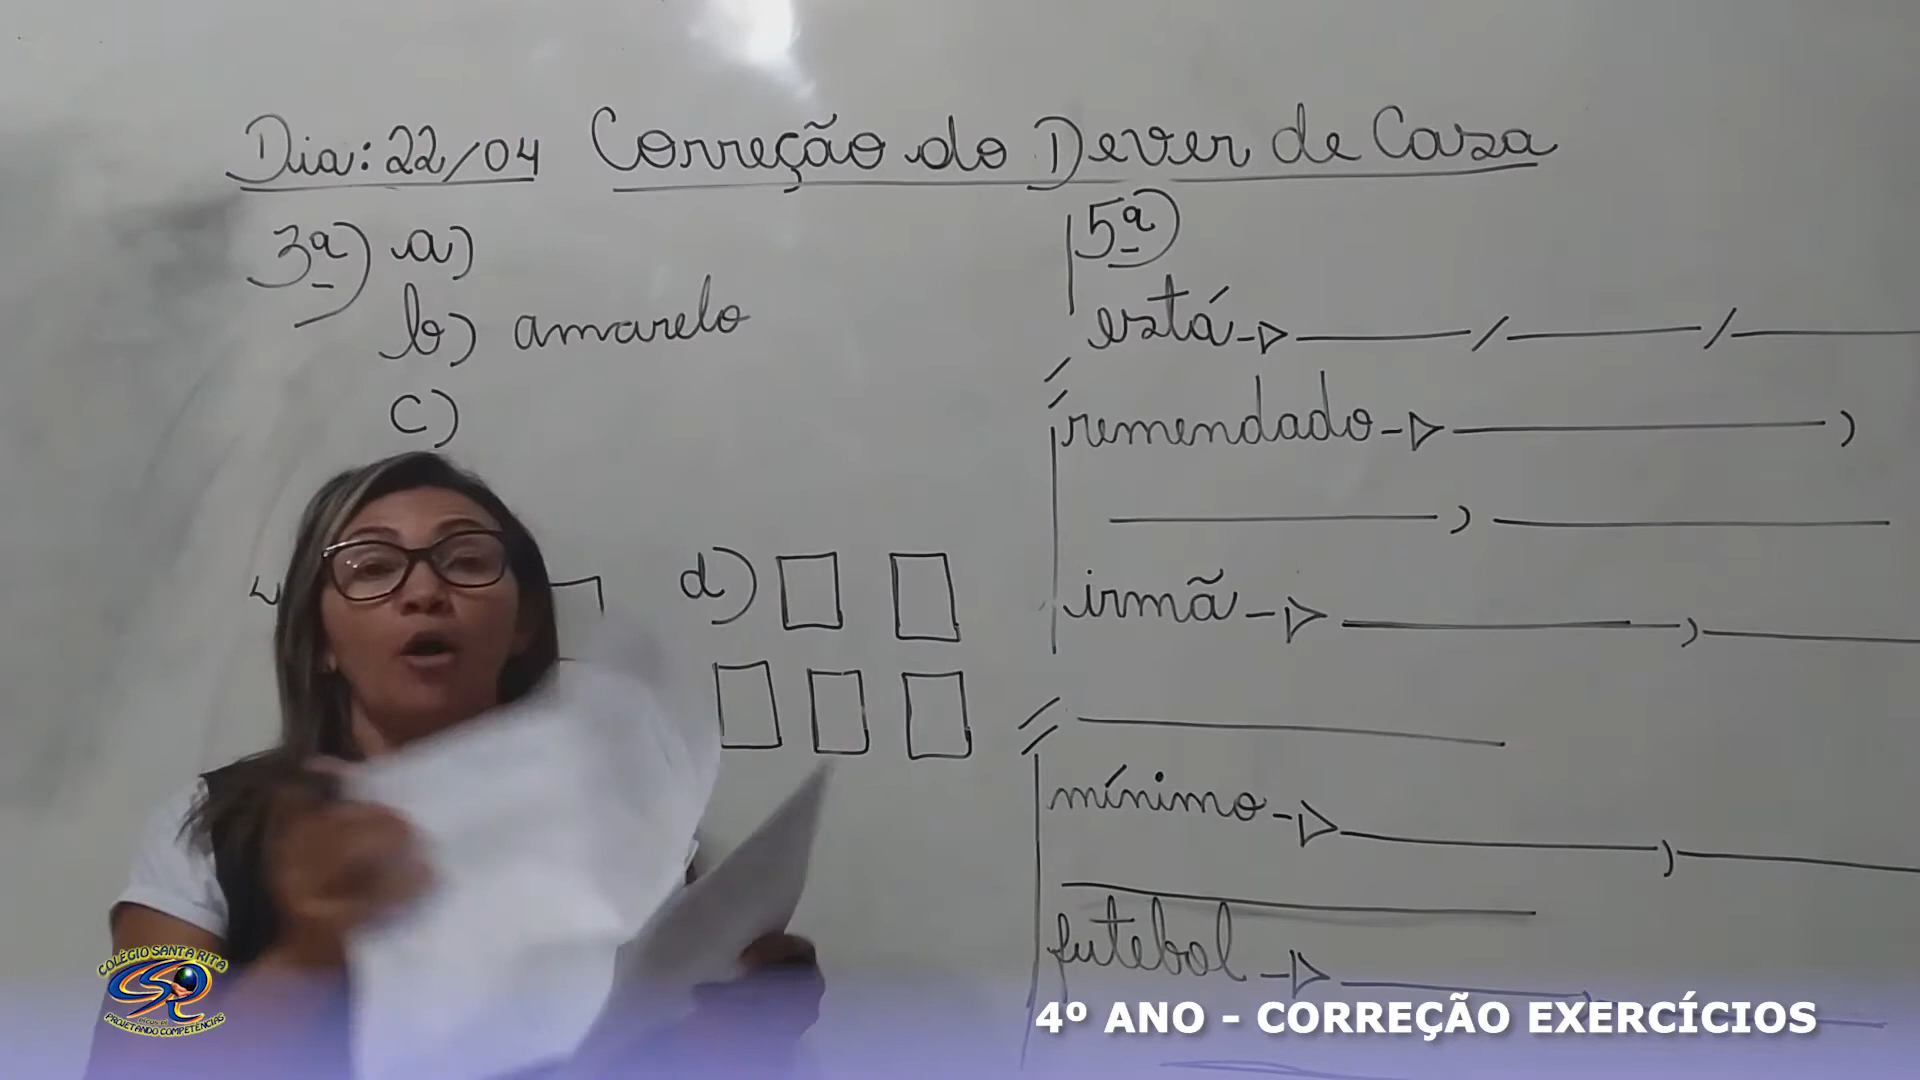 Dia: 22/04 Correção do Dever de Casa
3ª) a)
b) amarelo
c)
d)
5ª)
está
remendado
irmã
mínimo
futebol
COLÉGIO SANTA RITA
PROJETANDO COMPETÊNCIAS
4º ANO - CORREÇÃO EXERCÍCIOS